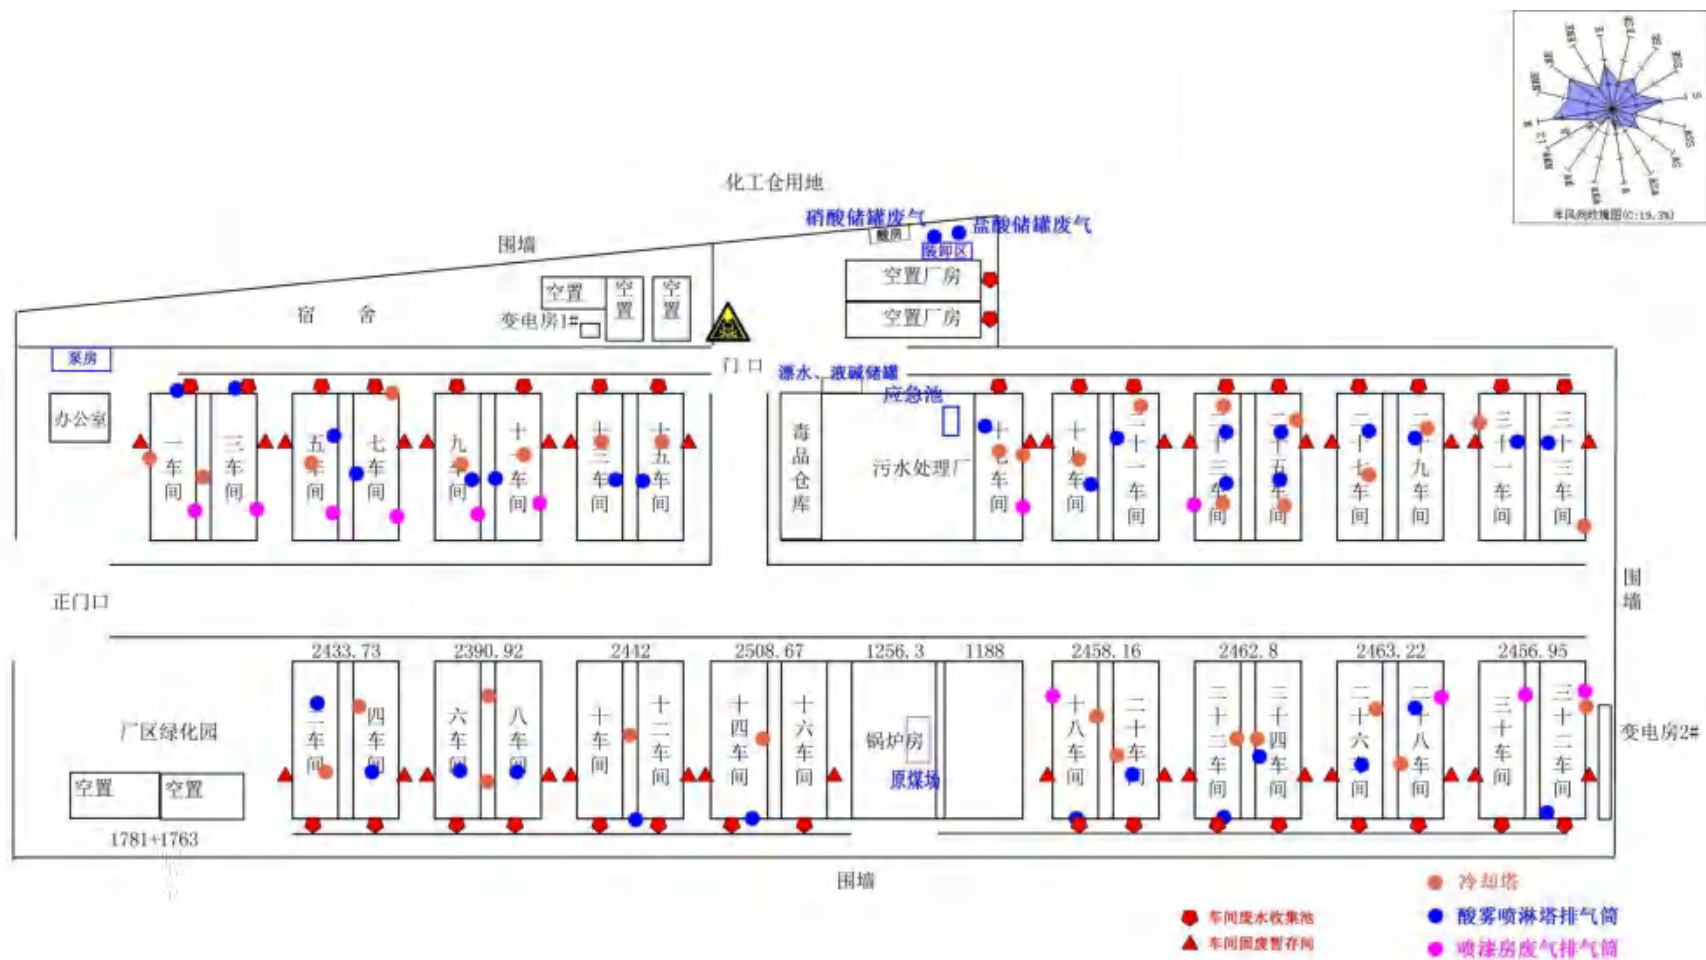 S
年风向玫瑰图(C:19.3%)
化工仓用地
硝酸储罐废气
盐酸储罐废气
酸房
装卸区
围墙
空置厂房
空置厂房
空置
空置
空置
宿 舍
变电房1#
泵房
门口
漂水、液碱储罐
应急池
办公室
一车间
三车间
五车间
七车间
九车间
十一车间
十三车间
十五车间
毒品仓库
污水处理厂
十七车间
十九车间
二十一车间
二十三车间
二十五车间
二十七车间
二十九车间
三十一车间
三十三车间
围墙
正门口
2433.73
2390.92
2442
2508.67
1256.3
1188
2458.16
2462.8
2463.22
2456.95
厂区绿化园
二车间
四车间
六车间
八车间
十车间
十二车间
十四车间
十六车间
锅炉房
原煤场
十八车间
二十车间
二十二车间
二十四车间
二十六车间
二十八车间
三十车间
三十二车间
变电房2#
空置
空置
1781+1763
围墙
冷却塔
车间废水收集池
酸雾喷淋塔排气筒
车间固废暂存间
喷漆房废气排气筒